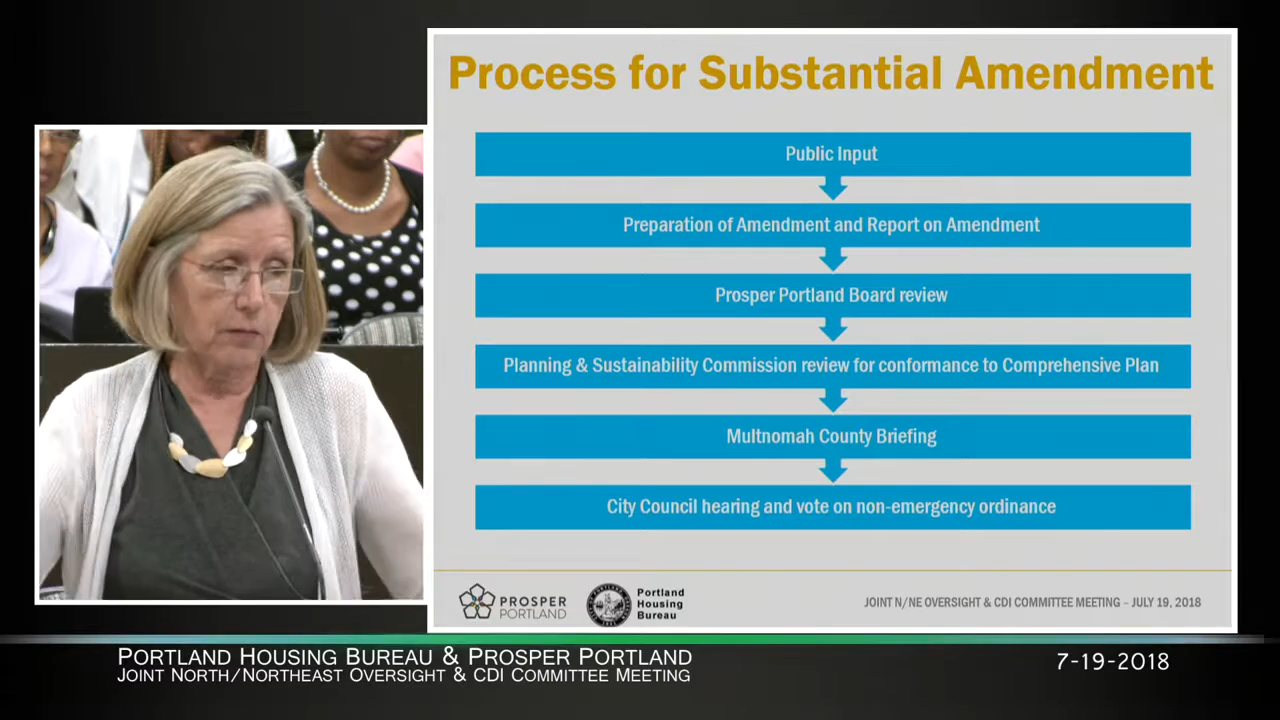 Process for Substantial Amendment
Public Input
Preparation of Amendment and Report on Amendment
Prosper Portland Board review
Planning & Sustainability Commission review for conformance to Comprehensive Plan
Multnomah County Briefing
City Council hearing and vote on non-emergency ordinance
PROSPER
PORTLAND
Portland
Housing
Bureau
JOINT N/NE OVERSIGHT & CDI COMMITTEE MEETING – JULY 19, 2018
PORTLAND HOUSING BUREAU & PROSPER PORTLAND
JOINT NORTH/NORTHEAST OVERSIGHT & CDI COMMITTEE MEETING
7-19-2018